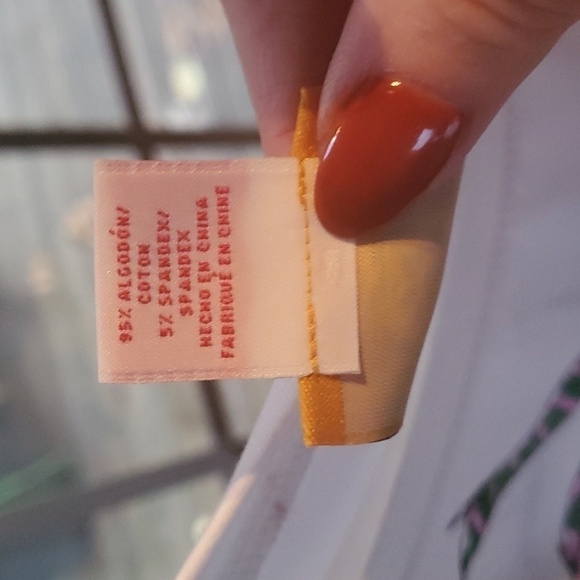 95% ALGODÓN/
COTON
5% SPANDEX/
SPANDEX
HECHO EN CHINA
FABRIQUÉ EN CHINE